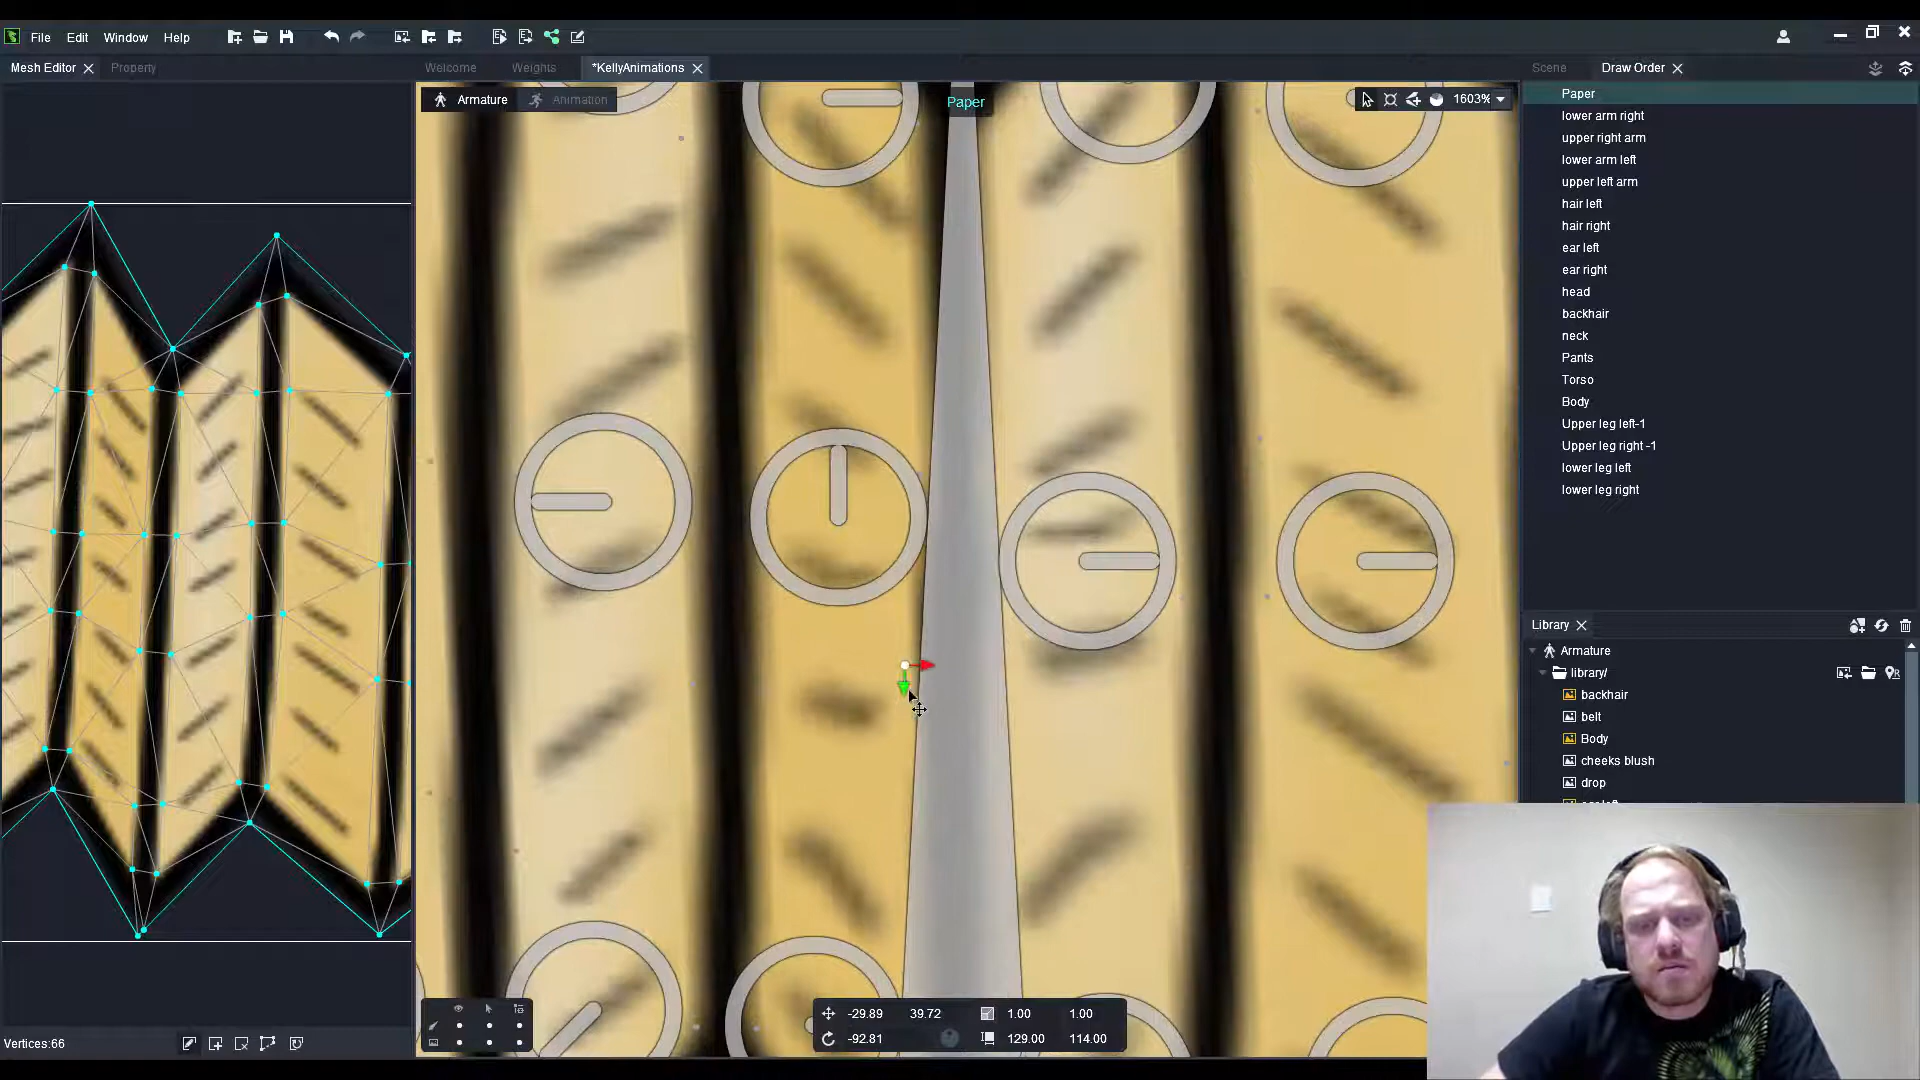 File Edit Window Help
Mesh Editor Property
Welcome Weights *KellyAnimations
Scene Draw Order
Armature Animation
Paper
1603%
Paper
lower arm right
upper right arm
lower arm left
upper left arm
hair left
hair right
ear left
ear right
head
backhair
neck
Pants
Torso
Body
Upper leg left-1
Upper leg right -1
lower leg left
lower leg right
Library
Armature
library/
backhair
belt
Body
cheeks blush
drop
-29.89 39.72 1.00 1.00
-92.81 129.00 114.00
Vertices:66